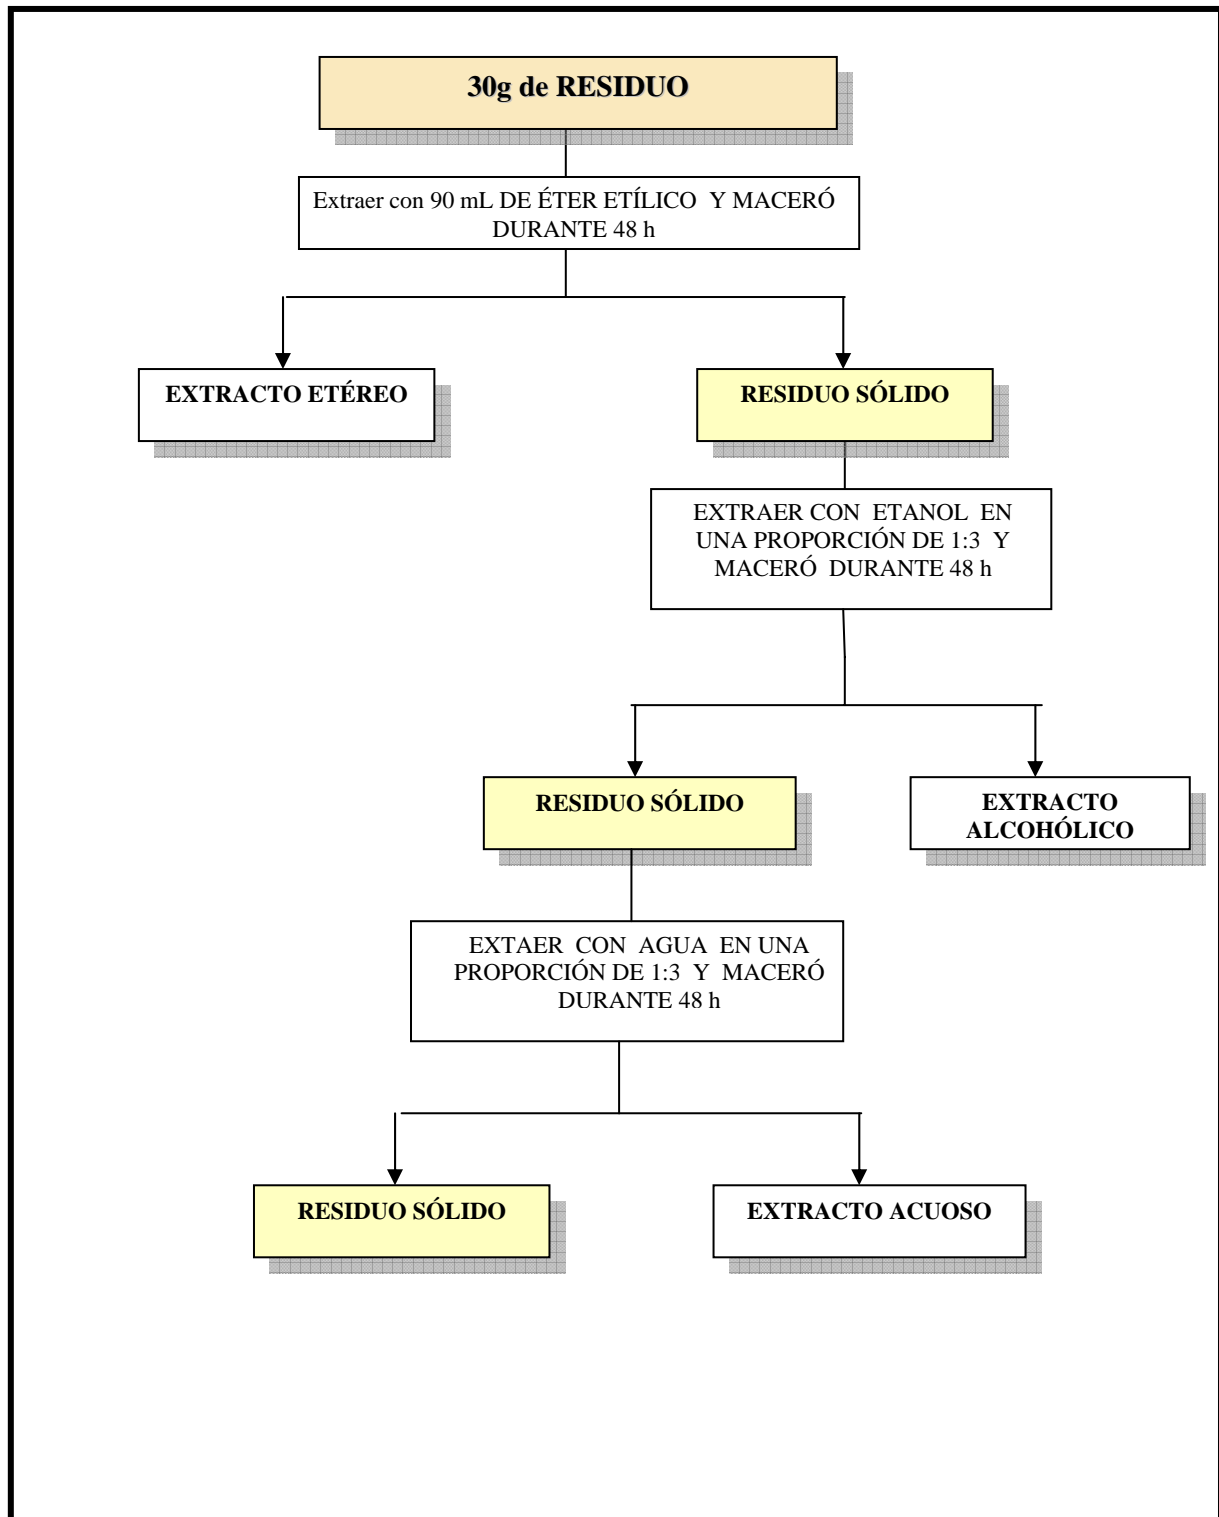 30g de RESIDUO
Extraer con 90 mL DE ÉTER ETÍLICO Y MACERÓ
DURANTE 48 h
EXTRACTO ETÉREO
RESIDUO SÓLIDO
EXTRAER CON ETANOL EN
UNA PROPORCIÓN DE 1:3 Y
MACERÓ DURANTE 48 h
RESIDUO SÓLIDO
EXTRACTO
ALCOHÓLICO
EXTAER CON AGUA EN UNA
PROPORCIÓN DE 1:3 Y MACERÓ
DURANTE 48 h
RESIDUO SÓLIDO
EXTRACTO ACUOSO